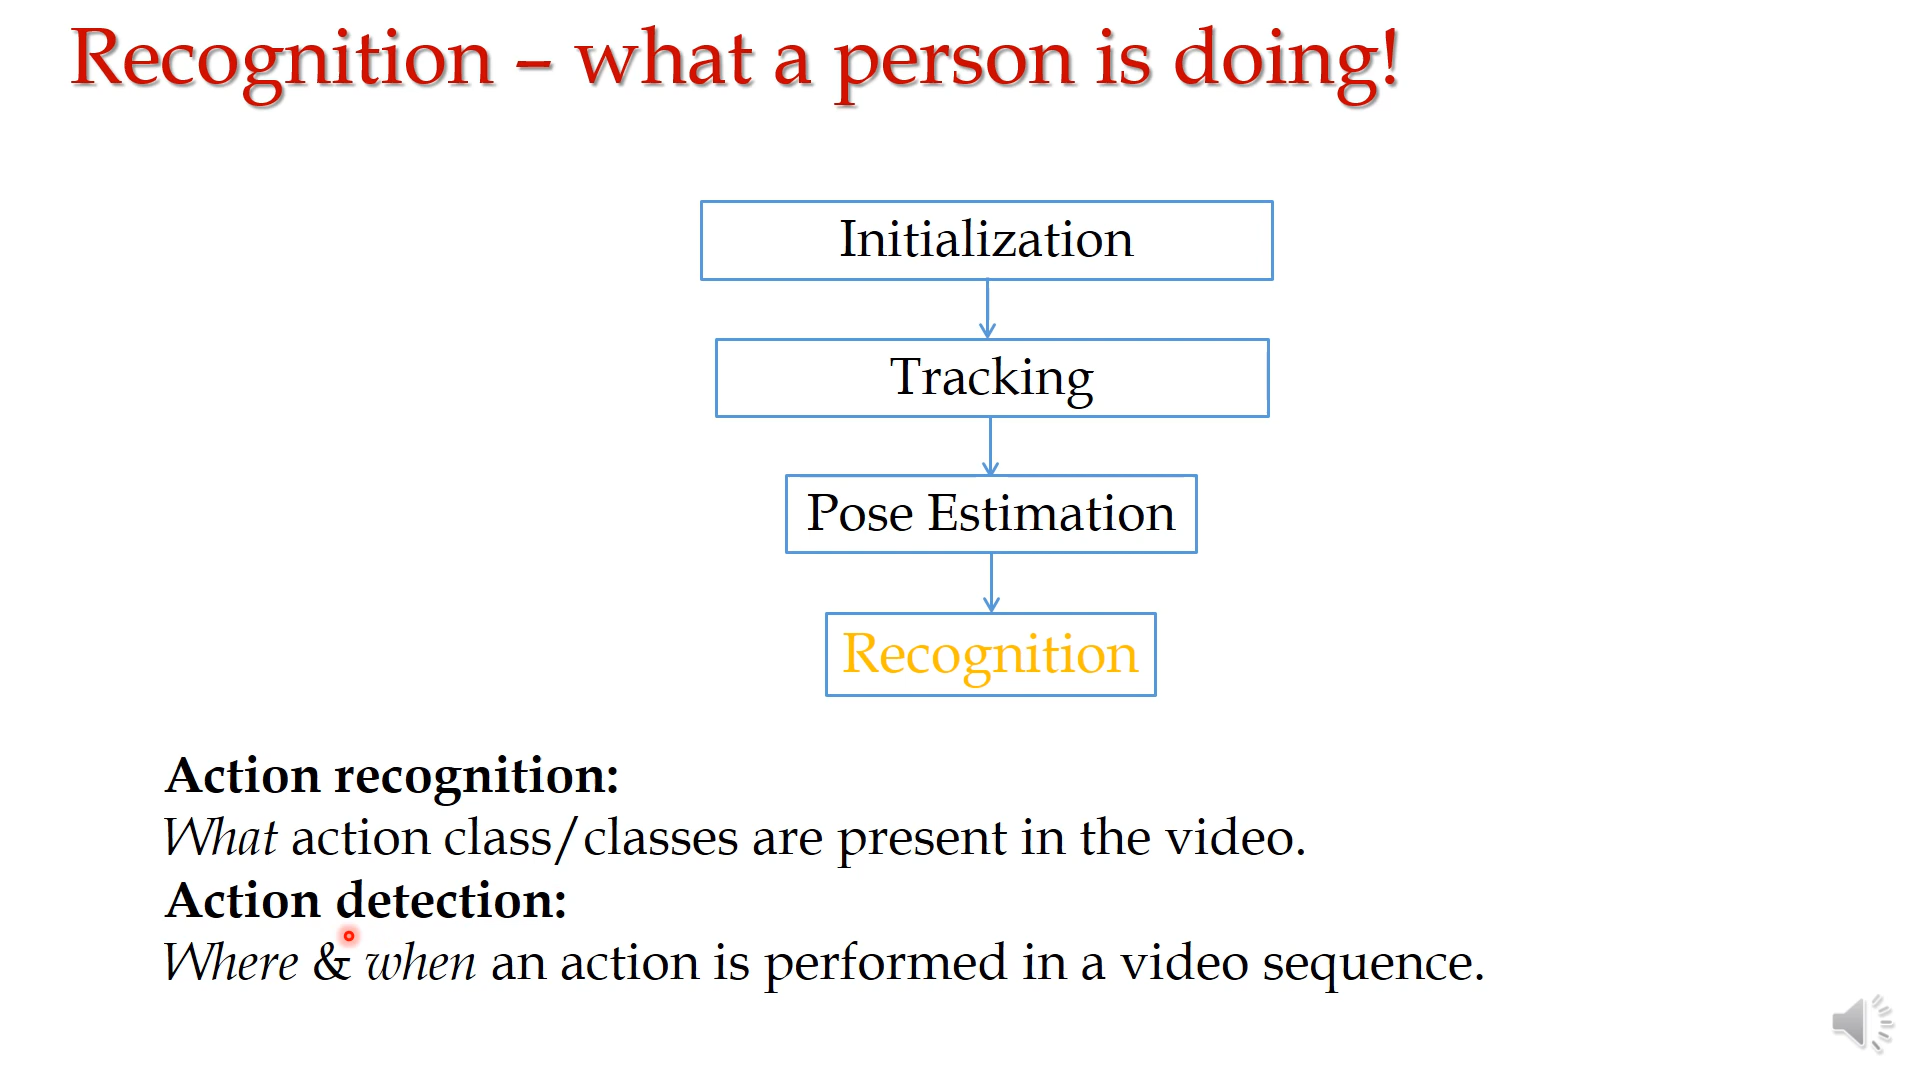 Recognition – what a person is doing!
Initialization
Tracking
Pose Estimation
Recognition
Action recognition:
What action class/classes are present in the video.
Action detection:
Where & when an action is performed in a video sequence.